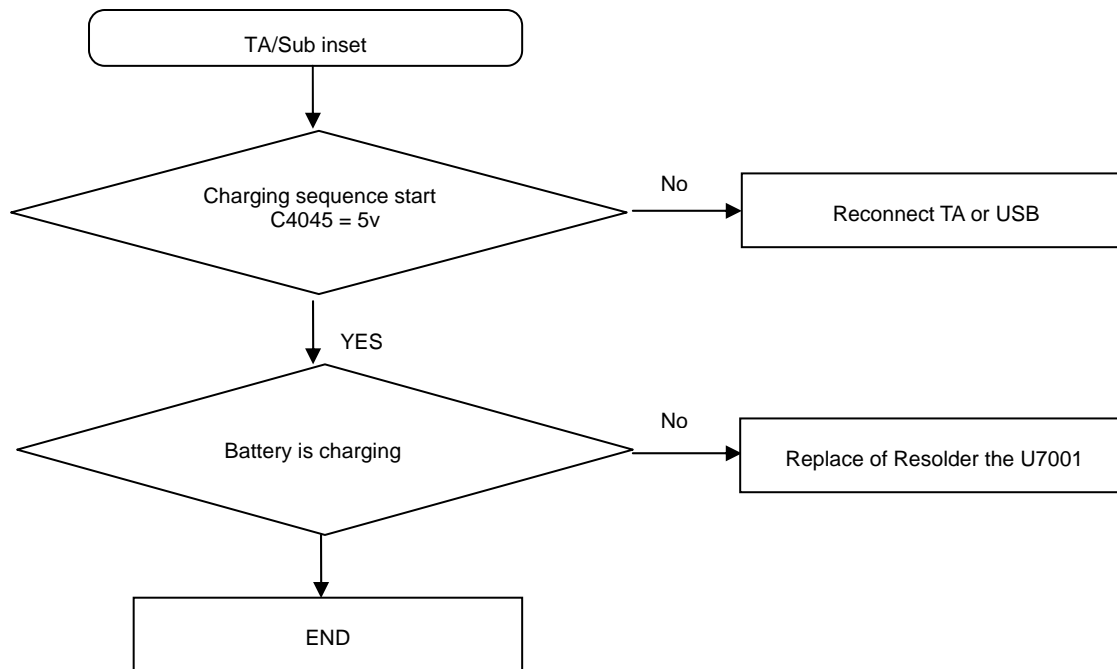 TA/Sub inset
Charging sequence start
C4045 = 5v
No
Reconnect TA or USB
YES
Battery is charging
No
Replace of Resolder the U7001
END